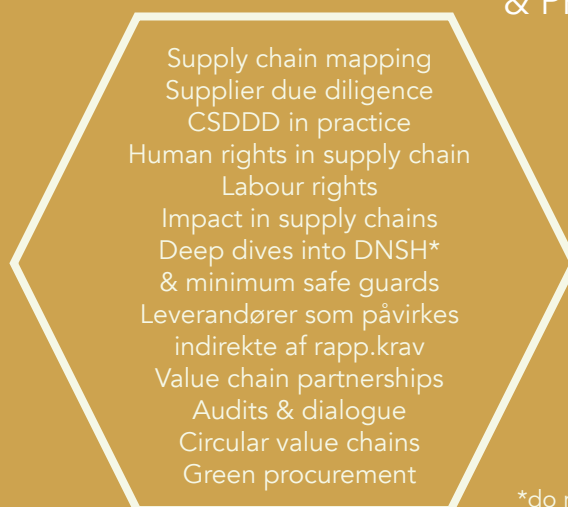 &
Supply chain mapping
Supplier due diligence
CSDDD in practice
Human rights in supply chain
Labour rights
Impact in supply chains
Deep dives into DNSH*
& minimum safe guards
Leverandører som påvirkes
indirekte af rapp.krav
Value chain partnerships
Audits & dialogue
Circular value chains
Green procurement
*do